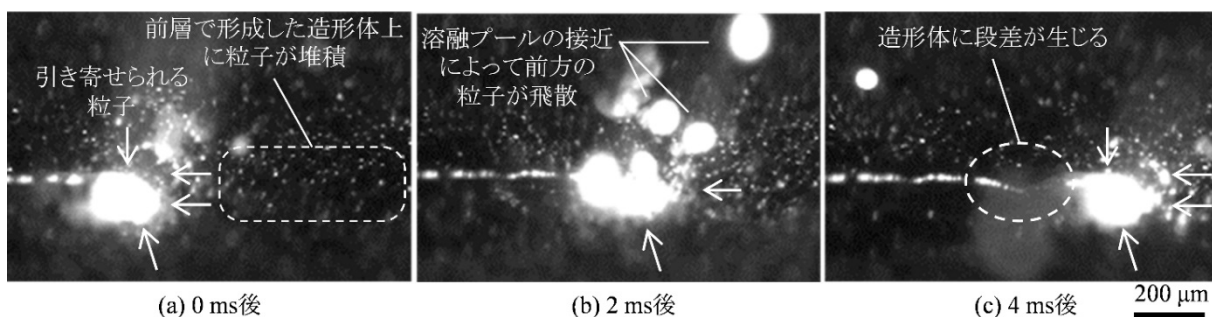 前層で形成した造形体上
に粒子が堆積
引き寄せられる
粒子
(a) 0 ms後
溶融プールの接近
によって前方の
粒子が飛散
(b) 2 ms後
造形体に段差が生じる
(c) 4 ms後
200 μm